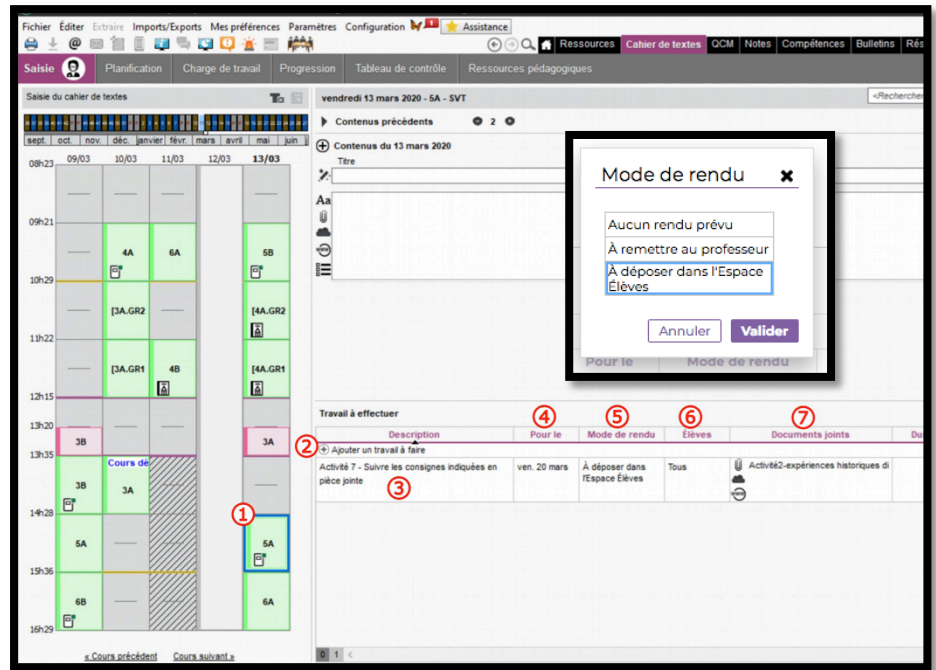 Fichier Éditer Extraire Imports/Exports Mes préférences Paramètres Configuration Assistance
Ressources Cahier de textes QCM Notes Compétences Bulletins Rés
Saisie Planification Charge de travail Progression Tableau de contrôle Ressources pédagogiques
Saisie du cahier de textes
vendredi 13 mars 2020 - 5A - SVT
<Rechercher
Contenus précédents 2
sept. oct. nov. déc. janvier févr. mars avril mai juin
Contenus du 13 mars 2020
Titre
Aa
www
08h23 09/03 10/03 11/03 12/03 13/03
09h21
4A 6A 5B
10h29
[3A.GR2 [4A.GR2
11h22
[3A.GR1 4B [4A.GR1
12h15
13h20
3B 3A
13h35
Cours de
3B 3A
14h28
①
5A 5A
15h36
6B 6A
16h29
« Cours précédent Cours suivant »
Mode de rendu ×
Aucun rendu prévu
À remettre au professeur
À déposer dans l'Espace
Élèves
Annuler Valider
Pour le Mode de rendu
Travail à effectuer
④ ⑤ ⑥ ⑦
Description Pour le Mode de rendu Élèves Documents joints Du
② Ajouter un travail à faire
Activité 7 - Suivre les consignes indiquées en pièce jointe ven. 20 mars À déposer dans l'Espace Élèves Tous Activité2-expériences historiques di
③
www
0 1 <